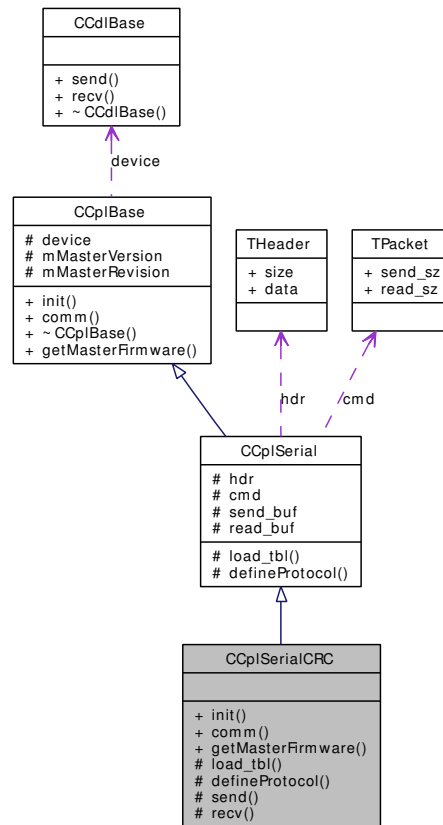 CCdlBase
+ send()
+ recv()
+ ~CCdlBase()
device
CCplBase
# device
# mMasterVersion
# mMasterRevision
+ init()
+ comm()
+ ~CCplBase()
+ getMasterFirmware()
THeader
+ size
+ data
TPacket
+ send_sz
+ read_sz
hdr
cmd
CCplSerial
# hdr
# cmd
# send_buf
# read_buf
# load_tbl()
# defineProtocol()
CCplSerialCRC
+ init()
+ comm()
+ getMasterFirmware()
# load_tbl()
# defineProtocol()
# send()
# recv()